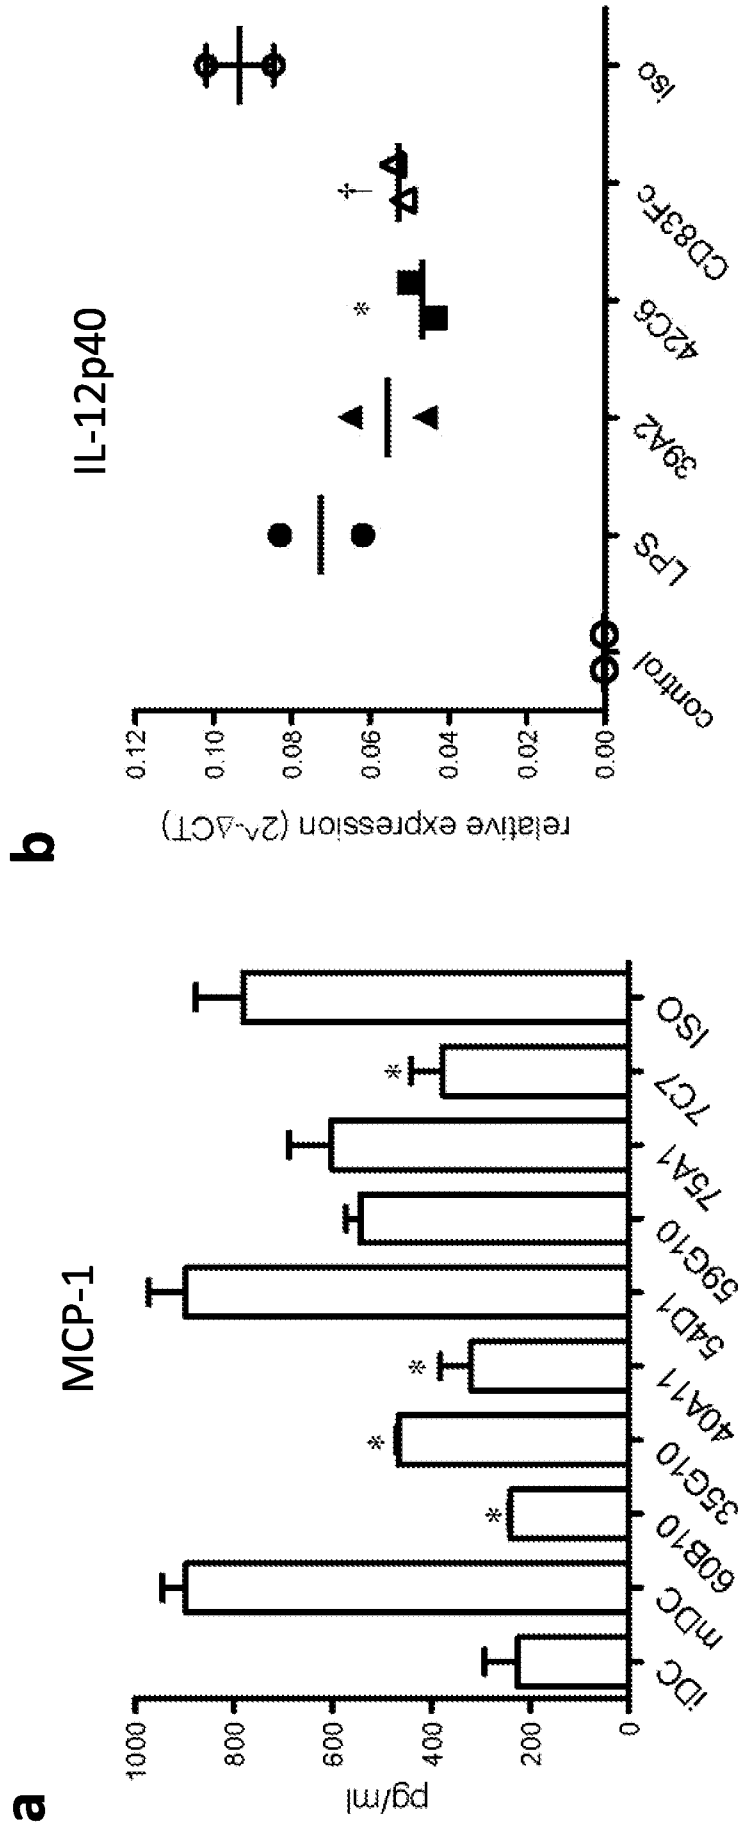 a
MCP-1
pg/ml
1000
800
600
400
200
0
iDC
mDC
60B10
35G10
40A11
54D1
59G10
75A1
7C7
ISO
*
*
*
*
b
IL-12p40
relative expression (2^-ΔCT)
0.12
0.10
0.08
0.06
0.04
0.02
0.00
control
LPS
39A2
42C6
CD83Fc
iso
*
†